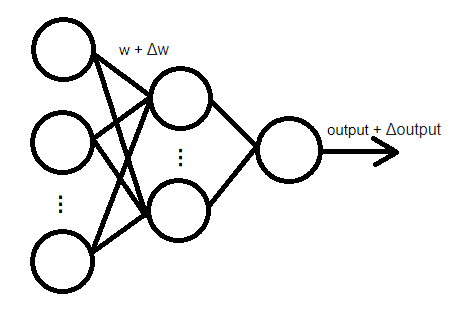 w + Δw
output + Δoutput
⋮
⋮